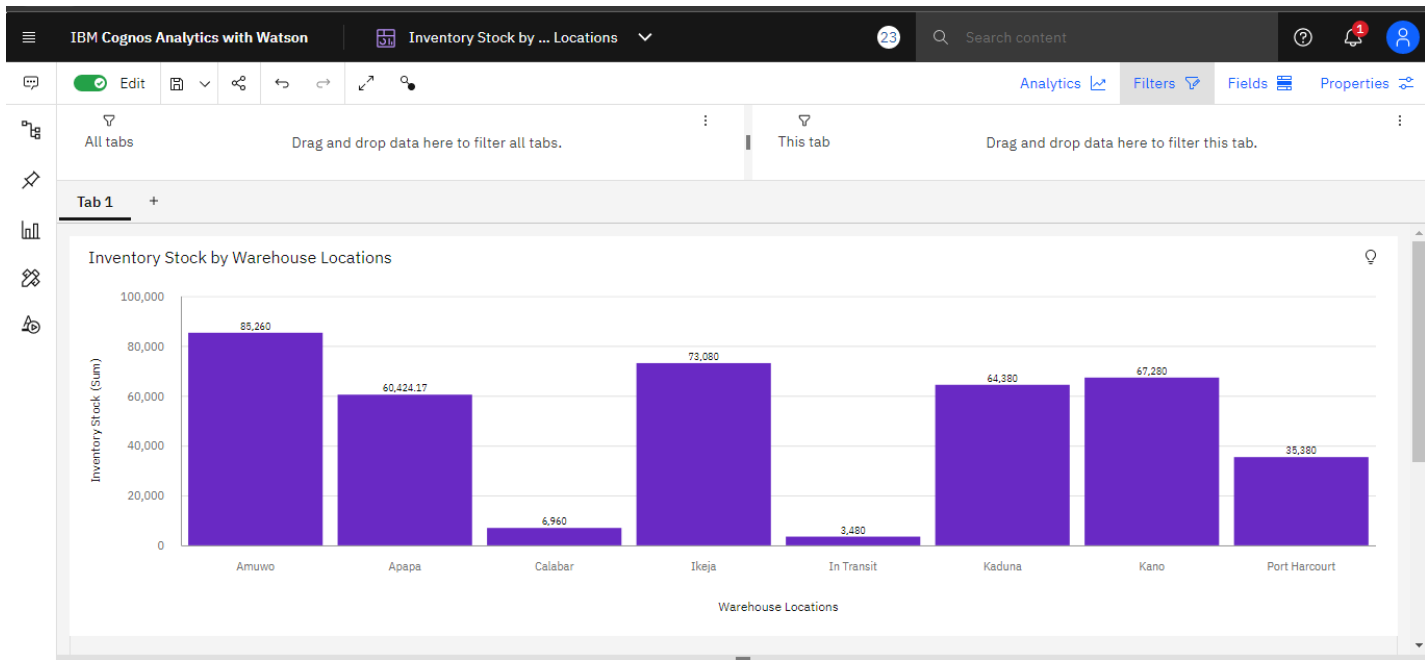 IBM Cognos Analytics with Watson
Inventory Stock by ... Locations
23
Search content
1
Edit
Analytics
Filters
Fields
Properties
All tabs
Drag and drop data here to filter all tabs.
This tab
Drag and drop data here to filter this tab.
Tab 1 +
Inventory Stock by Warehouse Locations
Inventory Stock (Sum)
100,000
80,000
60,000
40,000
20,000
0
85,260
60,424.17
6,960
73,080
3,480
64,380
67,280
35,380
Amuwo
Apapa
Calabar
Ikeja
In Transit
Kaduna
Kano
Port Harcourt
Warehouse Locations